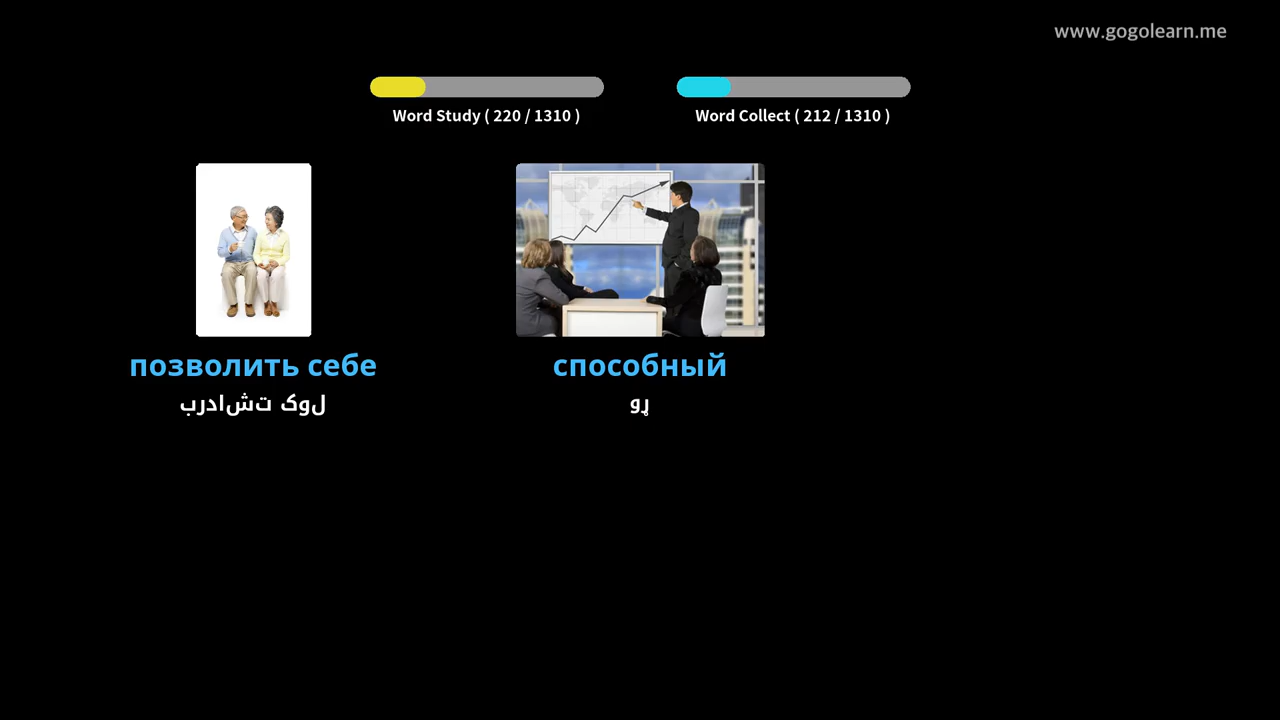 www.gogolearn.me
Word Study ( 220 / 1310 )
Word Collect ( 212 / 1310 )
позволить себе
لوک تشادرب
способный
ړو